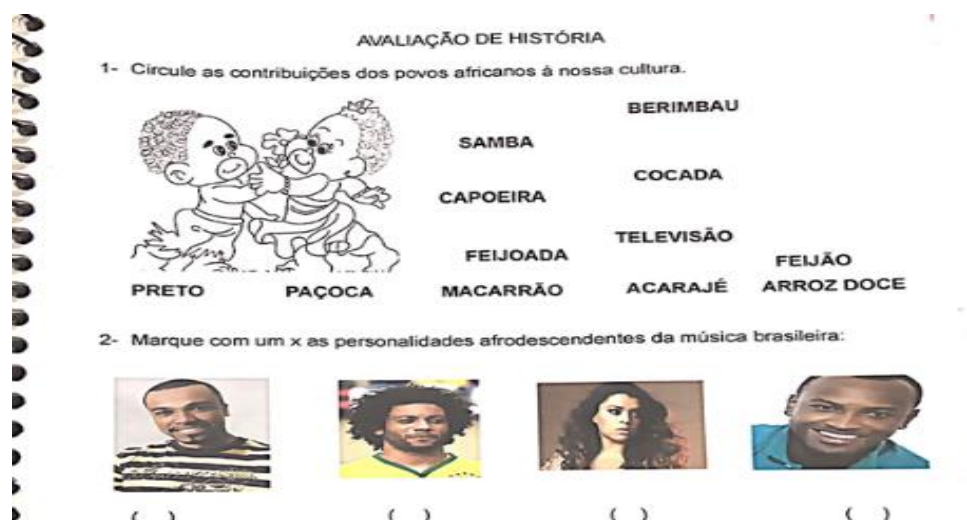 AVALIAÇÃO DE HISTÓRIA
1- Circule as contribuições dos povos africanos à nossa cultura.
BERIMBAU
SAMBA
COCADA
CAPOEIRA
TELEVISÃO
FEIJOADA
FEIJÃO
PRETO PAÇOCA MACARRÃO ACARAJÉ ARROZ DOCE
2- Marque com um x as personalidades afrodescendentes da música brasileira:
( ) ( ) ( ) ( )